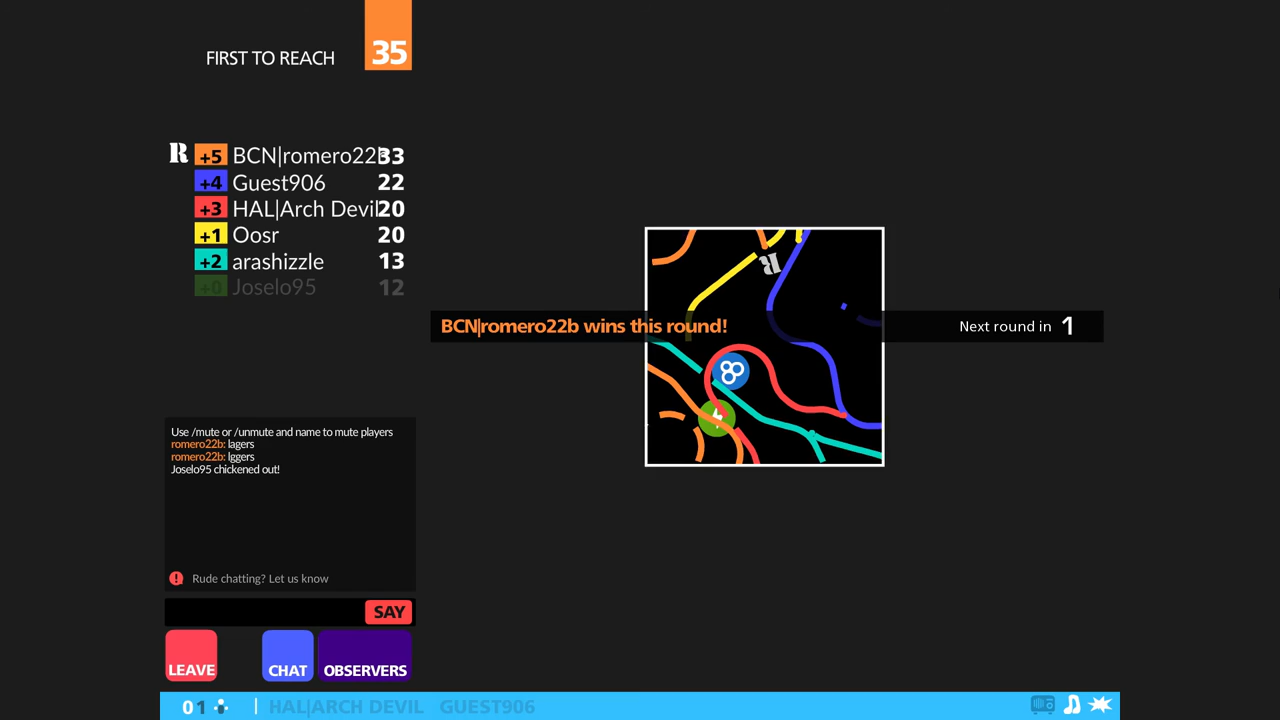 FIRST TO REACH 35
R +5 BCN|romero22b 33
+4 Guest906 22
+3 HAL|Arch Devil 20
+1 Oosr 20
+2 arashizzle 13
+0 Joselo95 12
R
BCN|romero22b wins this round! Next round in 1
Use /mute or /unmute and name to mute players
romero22b: lagers
romero22b: lggers
Joselo95 chickened out!
! Rude chatting? Let us know
SAY
LEAVE CHAT OBSERVERS
01 HAL|ARCH DEVIL GUEST906